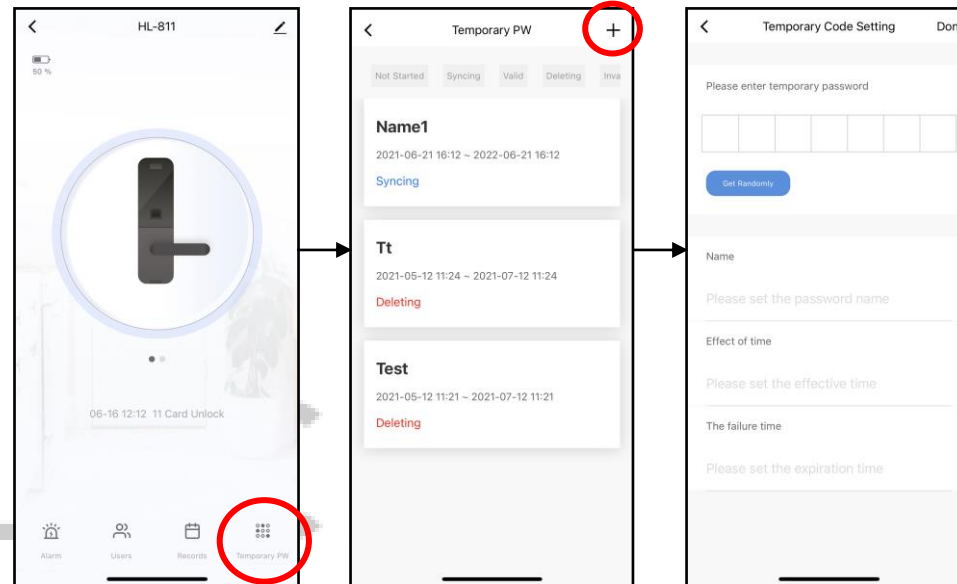 HL-811
50 %
06-16 12:12 11 Card Unlock
Alarm
Users
Records
Temporary PW
Temporary PW
Not Started
Syncing
Valid
Deleting
Inva
Name1
2021-06-21 16:12 ~ 2022-06-21 16:12
Syncing
Tt
2021-05-12 11:24 ~ 2021-07-12 11:24
Deleting
Test
2021-05-12 11:21 ~ 2021-07-12 11:21
Deleting
Temporary Code Setting
Don
Please enter temporary password
Get Randomly
Name
Please set the password name
Effect of time
Please set the effective time
The failure time
Please set the expiration time